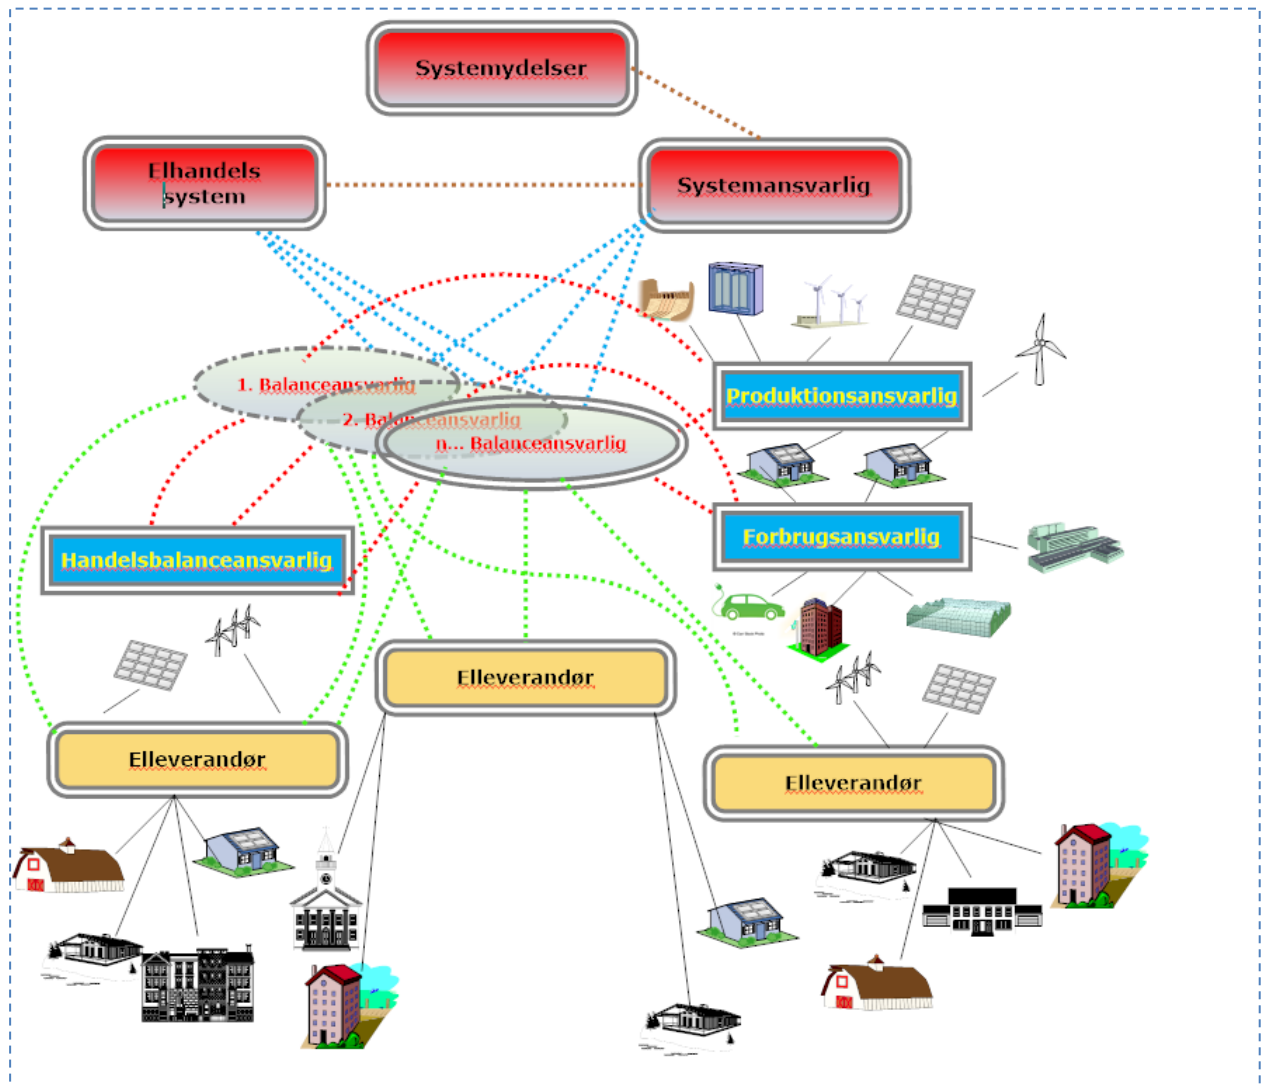 Systemydelser
Elhandels
system
Systemansvarlig
1. Balanceansvarlig
2. Balanceansvarlig
n... Balanceansvarlig
Produktionsansvarlig
Forbrugsansvarlig
Handelsbalanceansvarlig
Elleverandør
Elleverandør
Elleverandør